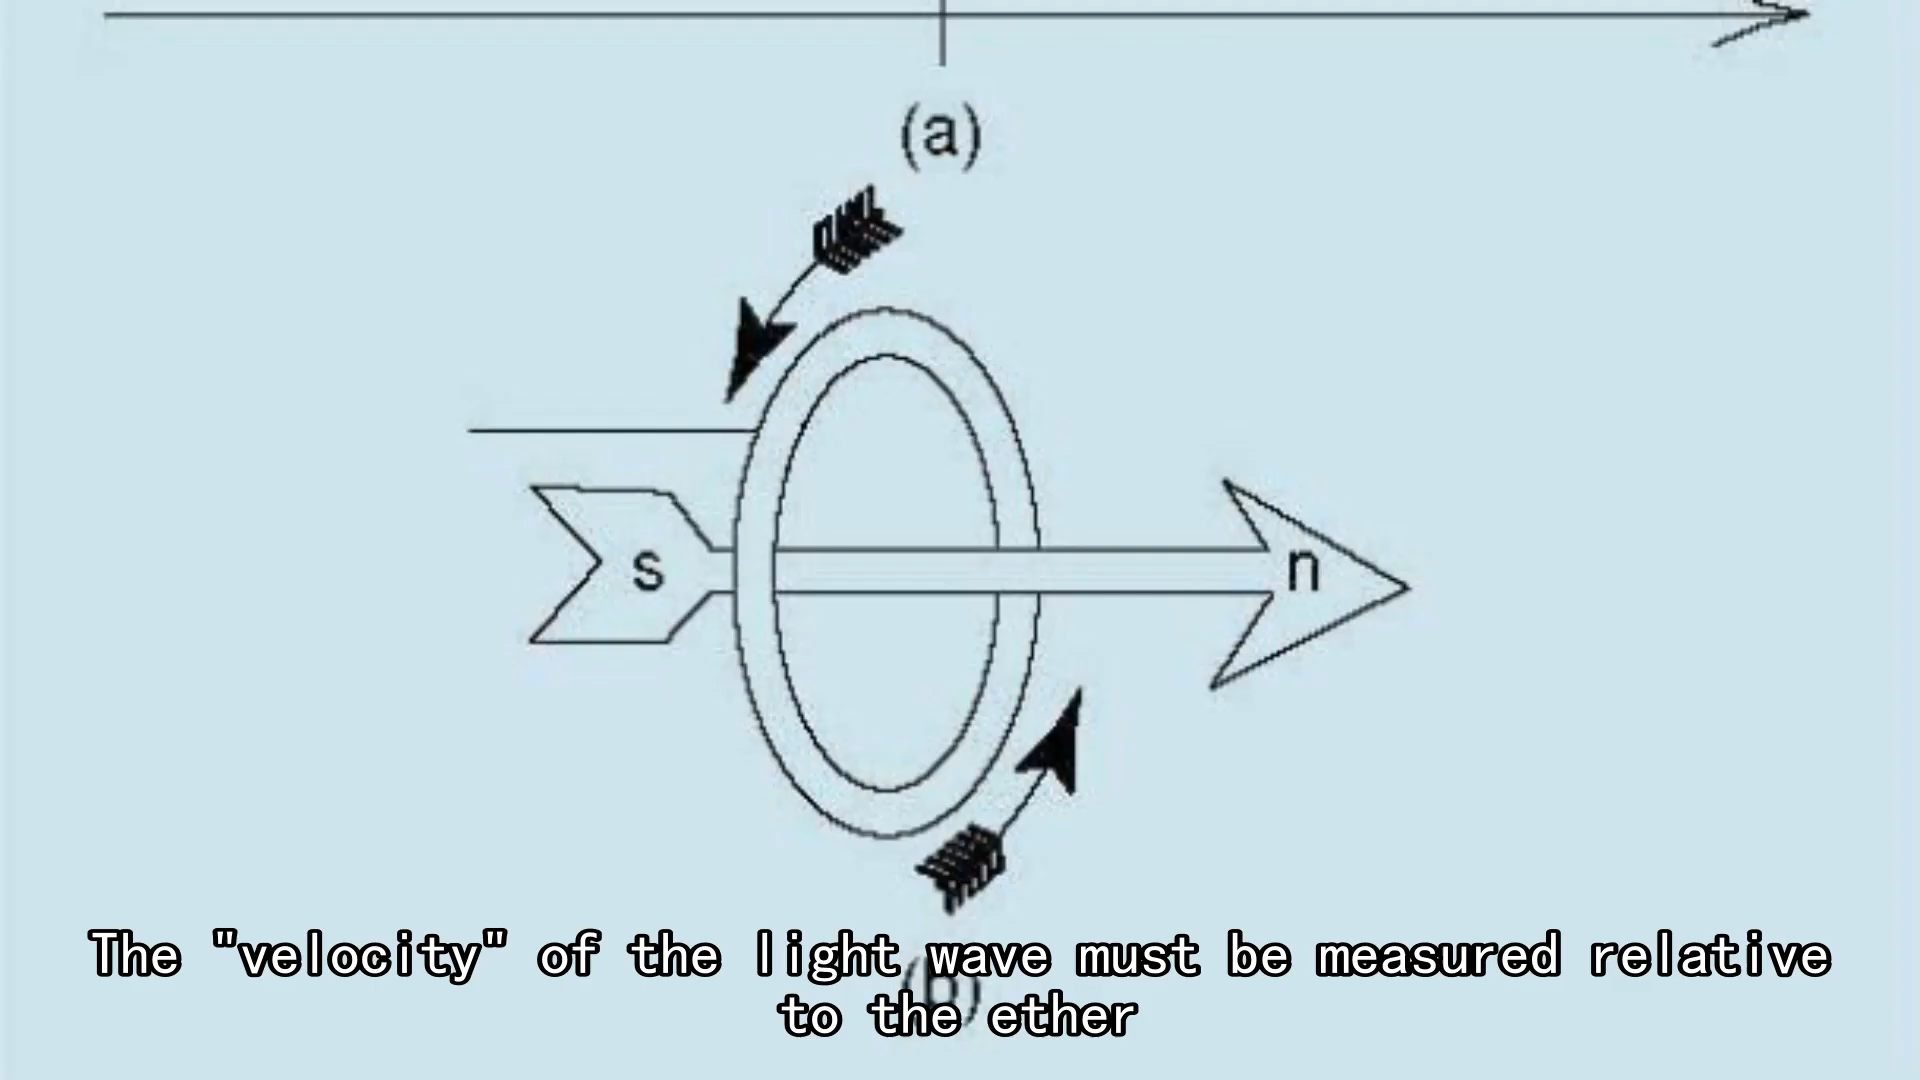 (a)
s
n
(b)
The "velocity" of the light wave must be measured relative
to the ether